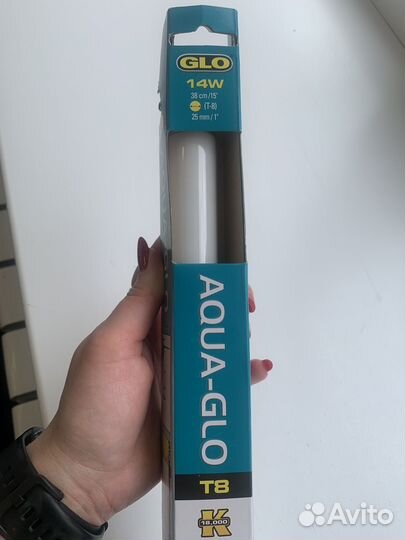 GLO
14W
38 cm/15"
(T-8)
25 mm/1"
AQUA-GLO
T8
K
18.000
Avito